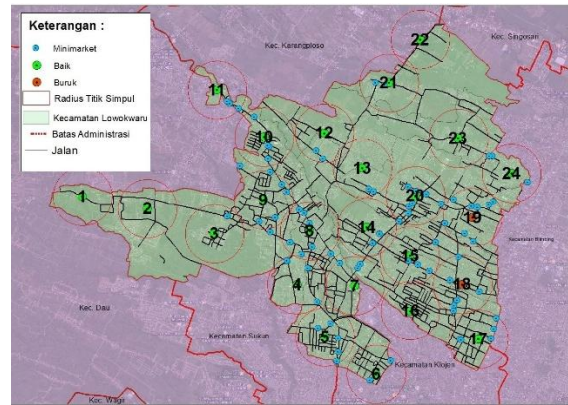 Keterangan :
Minimarket
Baik
Buruk
Radius Titik Simpul
Kecamatan Lowokwaru
Batas Administrasi
Jalan
Kec. Karangploso
Kec. Singosari
22
21
11
12
10
23
13
24
1
2
20
9
19
3
8
14
15
4
7
18
16
5
17
6
Kec. Dau
Kecamatan Sukun
Kecamatan Klojen
Kec. Wagir